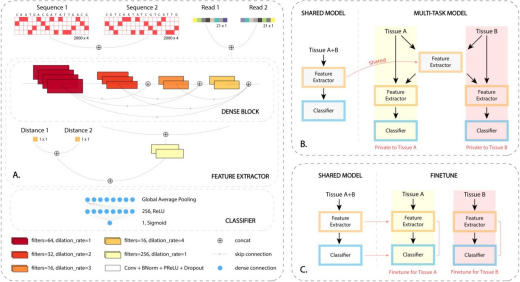 Sequence 1
Sequence 2
Read 1
Read 2
2000 x 4
2000 x 4
21 x 1
21 x 1
DENSE BLOCK
Distance 1
Distance 2
1 x 1
1 x 1
A.
FEATURE EXTRACTOR
Global Average Pooling
256, ReLU
1, Sigmoid
CLASSIFIER
filters=64, dilation_rate=1
filters=16, dilation_rate=4
concat
filters=32, dilation_rate=2
filters=256, dilation_rate=1
skip connection
filters=16, dilation_rate=3
Conv + BNorm + PReLU + Dropout
dense connection
SHARED MODEL
MULTI-TASK MODEL
Tissue A
Tissue B
Tissue A+B
Shared
Feature
Extractor
Feature
Extractor
Feature
Extractor
Feature
Extractor
Classifier
Classifier
Classifier
B.
Private to Tissue A
Private to Tissue B
SHARED MODEL
FINETUNE
Tissue A+B
Tissue A
Tissue B
Feature
Extractor
Feature
Extractor
Feature
Extractor
Classifier
Classifier
Classifier
C.
Finetune for Tissue A
Finetune for Tissue B